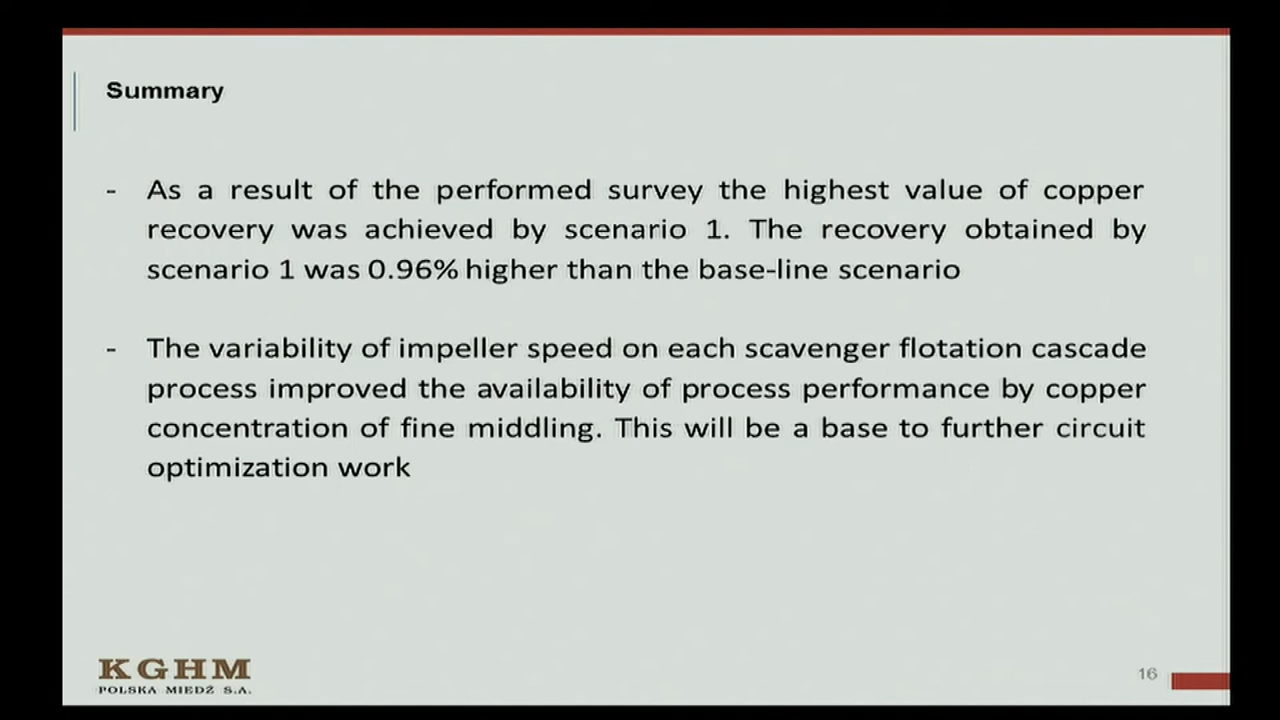 Summary
- As a result of the performed survey the highest value of copper
recovery was achieved by scenario 1. The recovery obtained by
scenario 1 was 0.96% higher than the base-line scenario
- The variability of impeller speed on each scavenger flotation cascade
process improved the availability of process performance by copper
concentration of fine middling. This will be a base to further circuit
optimization work
KGHM
POLSKA MIEDŹ S.A.
16